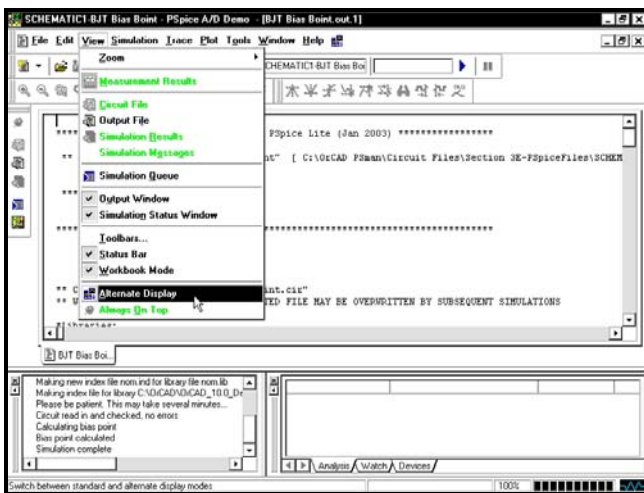 SCHEMATIC1-BJT Bias Boint - PSpice A/D Demo - [BJT Bias Boint.out.1]
File Edit View Simulation Trace Plot Tools Window Help
Zoom
CHEMATIC1-BJT Bias Boi
Measurement Results
Circuit File
Output File
**** PSpice Lite (Jan 2003) *****************
Simulation Results
Simulation Messages
** nt" [ C:\OrCAD PSman\Circuit Files\Section 3E-PSpiceFiles\SCHEM
Simulation Queue
Output Window
Simulation Status Window
Toolbars...
Status Bar
Workbook Mode
** C int.cir"
Alternate Display
** W TED FILE MAY BE OVERWRITTEN BY SUBSEQUENT SIMULATIONS
Always On Top
*Libraries:
BJT Bias Boi...
Making new index file nom.ind for library file nom.lib
Making index file for library C:\OrCAD\OrCAD_10.0_De
Please be patient. This may take several minutes...
Circuit read in and checked, no errors
Calculating bias point
Bias point calculated
Simulation complete
Analysis Watch Devices
Switch between standard and alternate display modes 100%